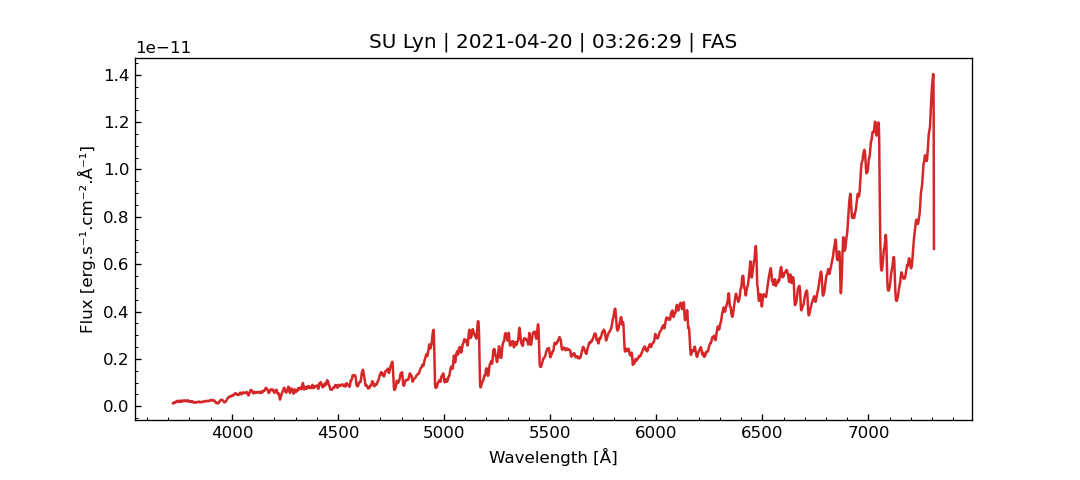 SU Lyn | 2021-04-20 | 03:26:29 | FAS
1e−11
1.4
1.2
1.0
0.8
0.6
0.4
0.2
0.0
Flux [erg.s⁻¹.cm⁻².Å⁻¹]
4000 4500 5000 5500 6000 6500 7000
Wavelength [Å]